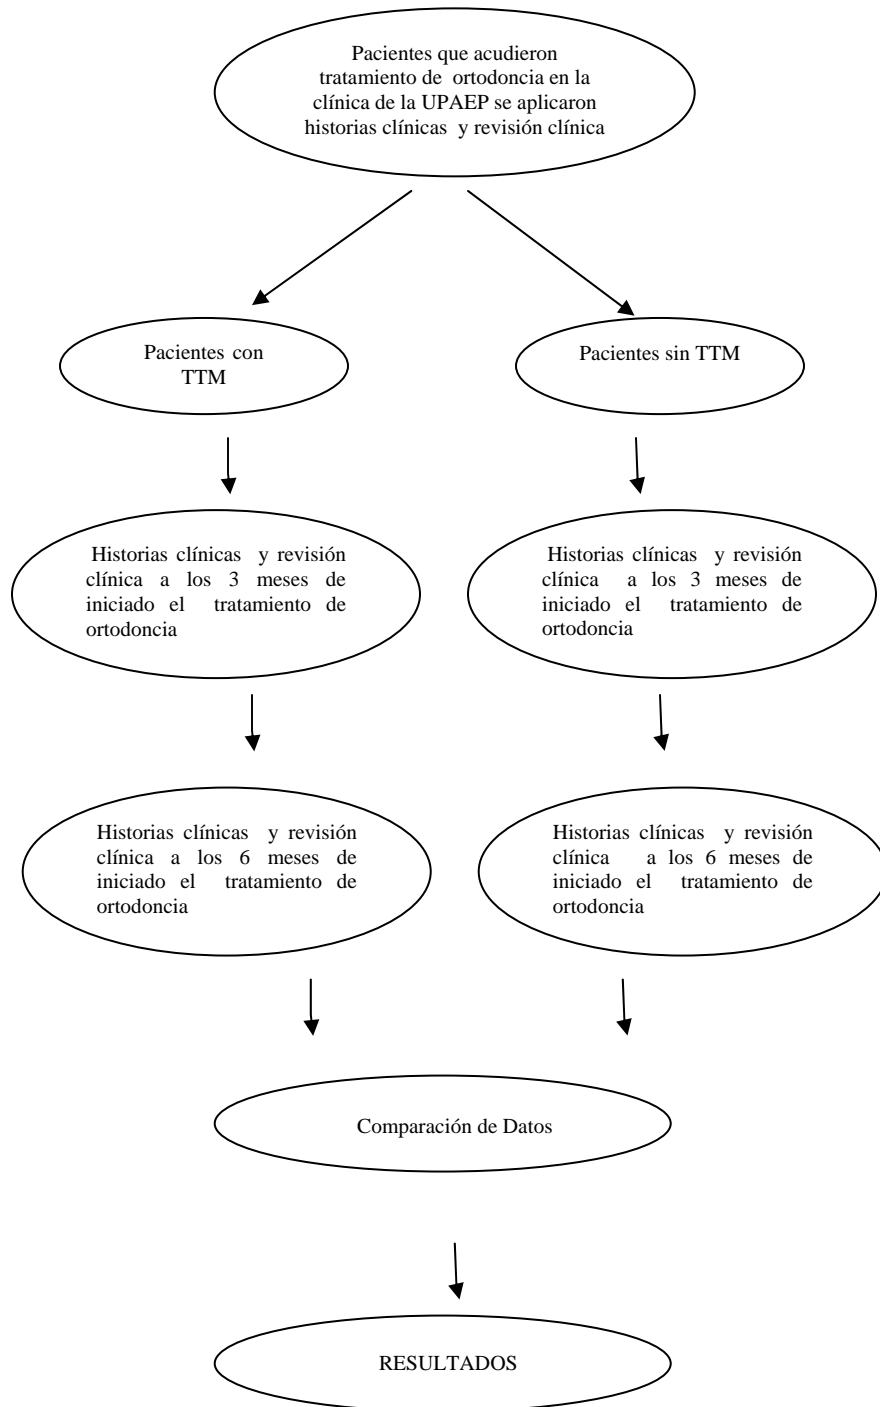 Pacientes que acudieron
tratamiento de ortodoncia en la
clínica de la UPAEP se aplicaron
historias clínicas y revisión clínica
Pacientes con
TTM
Pacientes sin TTM
Historias clínicas y revisión
clínica a los 3 meses de
iniciado el tratamiento de
ortodoncia
Historias clínicas y revisión
clínica a los 3 meses de
iniciado el tratamiento de
ortodoncia
Historias clínicas y revisión
clínica a los 6 meses de
iniciado el tratamiento de
ortodoncia
Historias clínicas y revisión
clínica a los 6 meses de
iniciado el tratamiento de
ortodoncia
Comparación de Datos
RESULTADOS